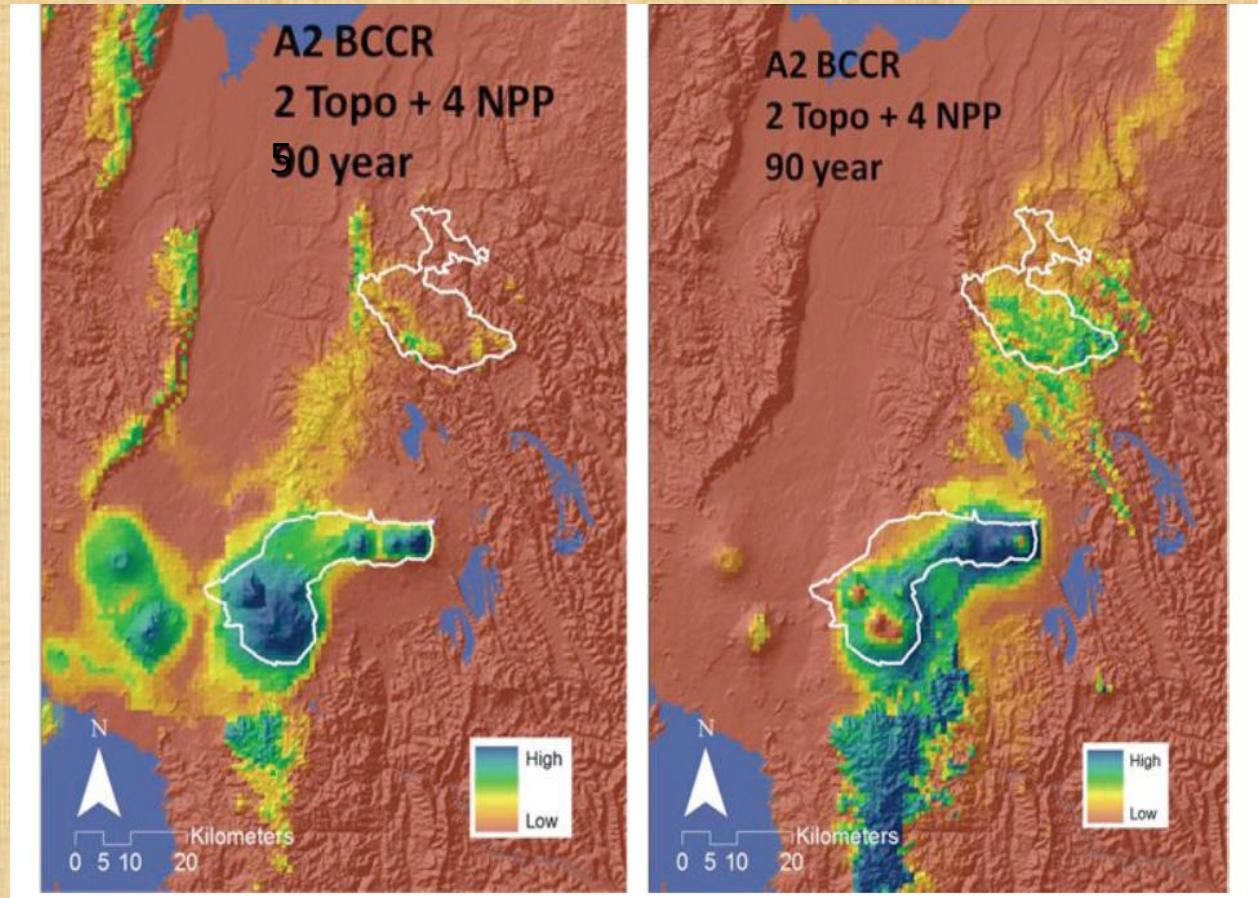 A2 BCCR
2 Topo + 4 NPP
50 year
N
High
Low
Kilometers
0 5 10 20
A2 BCCR
2 Topo + 4 NPP
90 year
N
High
Low
Kilometers
0 5 10 20